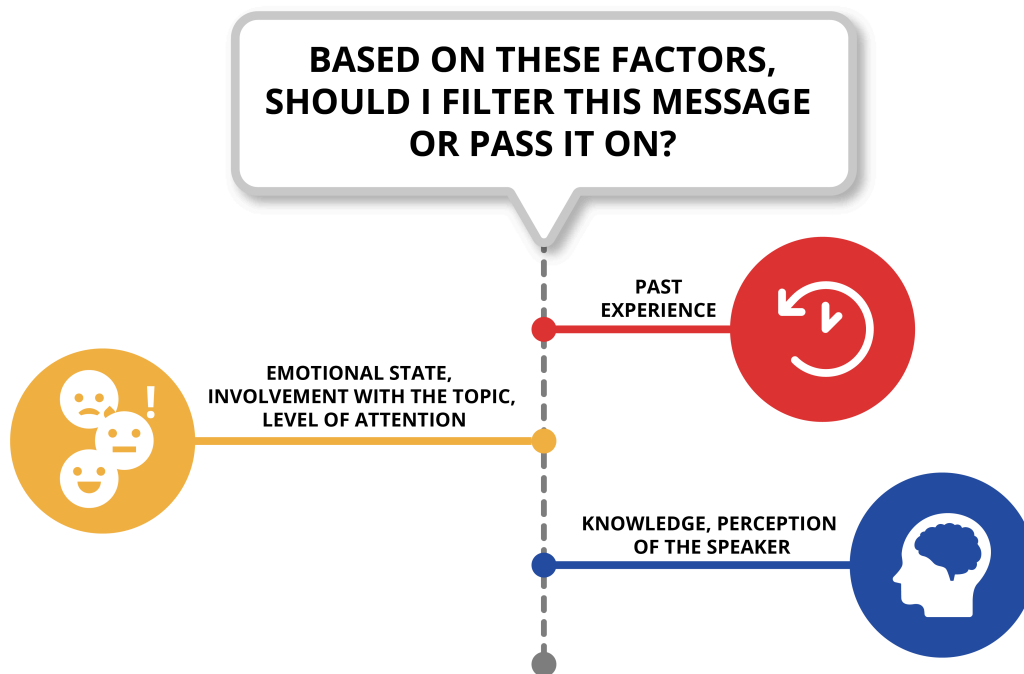 BASED ON THESE FACTORS,
SHOULD I FILTER THIS MESSAGE
OR PASS IT ON?
PAST
EXPERIENCE
EMOTIONAL STATE,
INVOLVEMENT WITH THE TOPIC,
LEVEL OF ATTENTION
!
KNOWLEDGE, PERCEPTION
OF THE SPEAKER